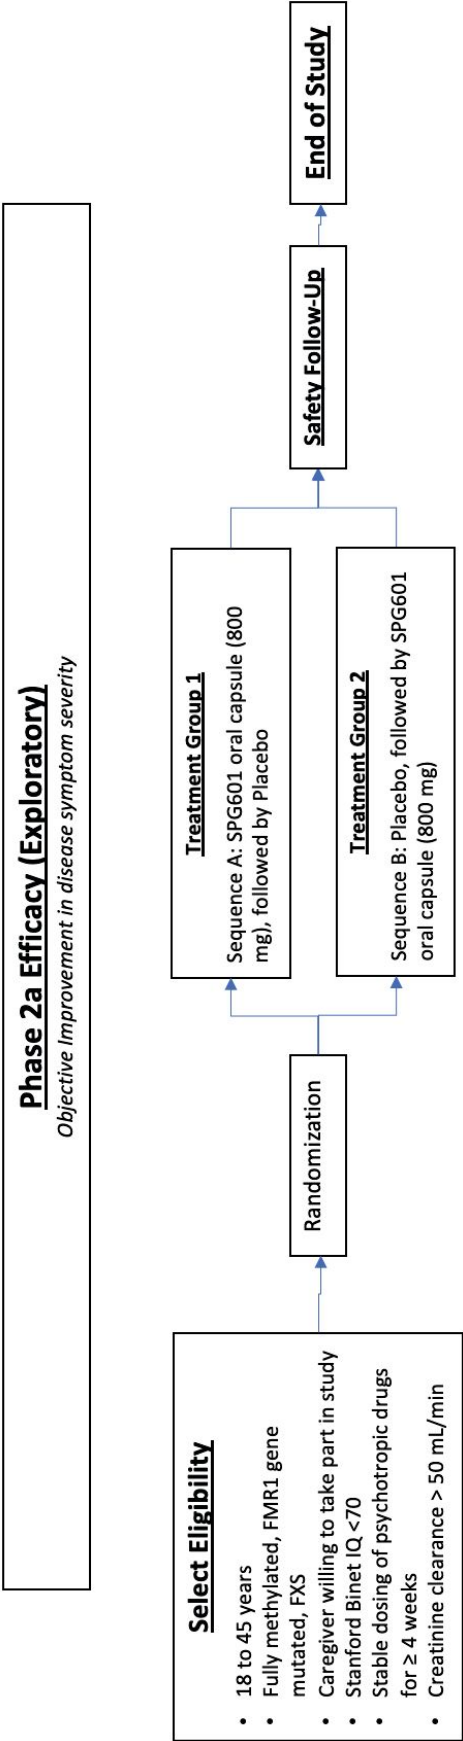 Phase 2a Efficacy (Exploratory)
Objective Improvement in disease symptom severity
Select Eligibility
• 18 to 45 years
• Fully methylated, FMR1 gene
mutated, FXS
• Caregiver willing to take part in study
• Stanford Binet IQ <70
• Stable dosing of psychotropic drugs
for ≥ 4 weeks
• Creatinine clearance > 50 mL/min
Randomization
Treatment Group 1
Sequence A: SPG601 oral capsule (800
mg), followed by Placebo
Treatment Group 2
Sequence B: Placebo, followed by SPG601
oral capsule (800 mg)
Safety Follow-Up
End of Study